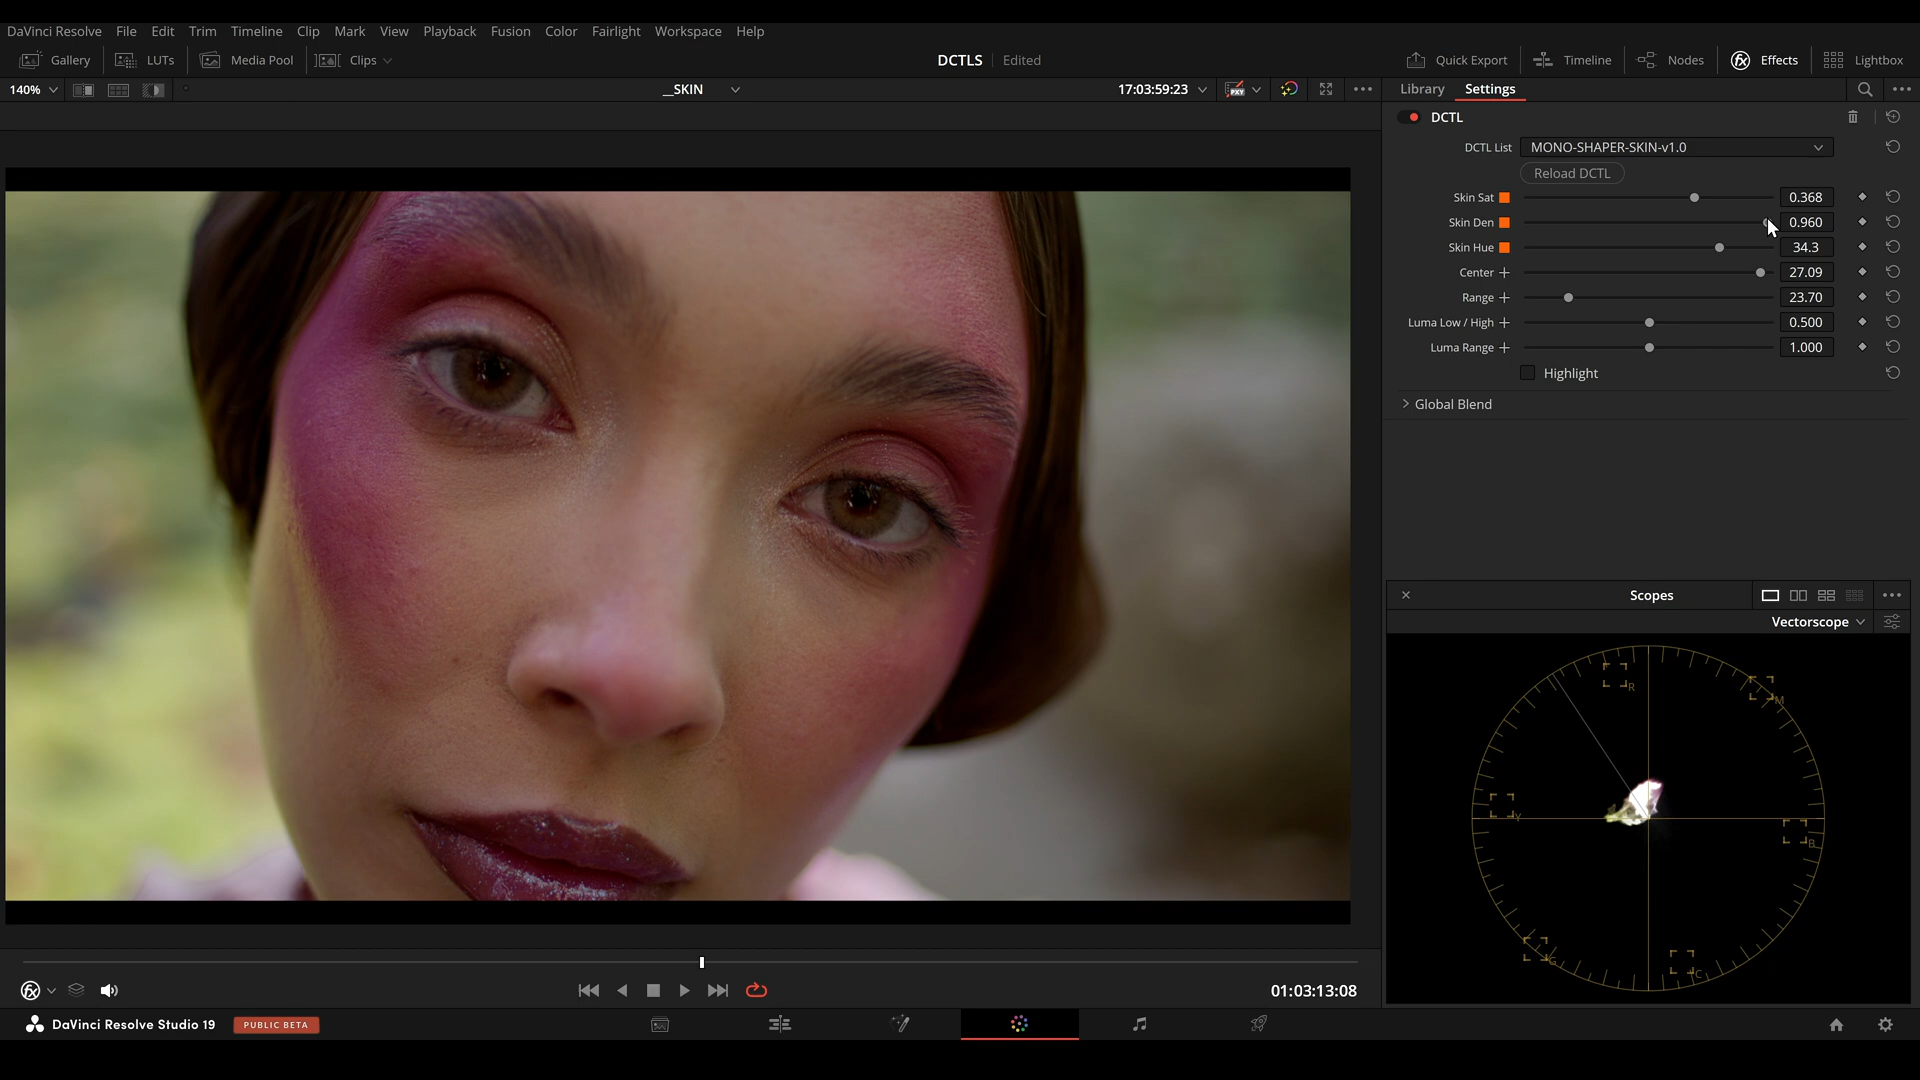 DaVinci Resolve File Edit Trim Timeline Clip Mark View Playback Fusion Color Fairlight Workspace Help
Gallery LUTs Media Pool Clips DCTLS Edited Quick Export Timeline Nodes Effects Lightbox
140% __SKIN 17:03:59:23 PXY Library Settings
DCTL
DCTL List MONO-SHAPER-SKIN-v1.0
Reload DCTL
Skin Sat 0.368
Skin Den 0.960
Skin Hue 34.3
Center 27.09
Range 23.70
Luma Low / High 0.500
Luma Range 1.000
Highlight
Global Blend
Scopes
Vectorscope
R
M
Y
B
G
C
01:03:13:08
DaVinci Resolve Studio 19 PUBLIC BETA